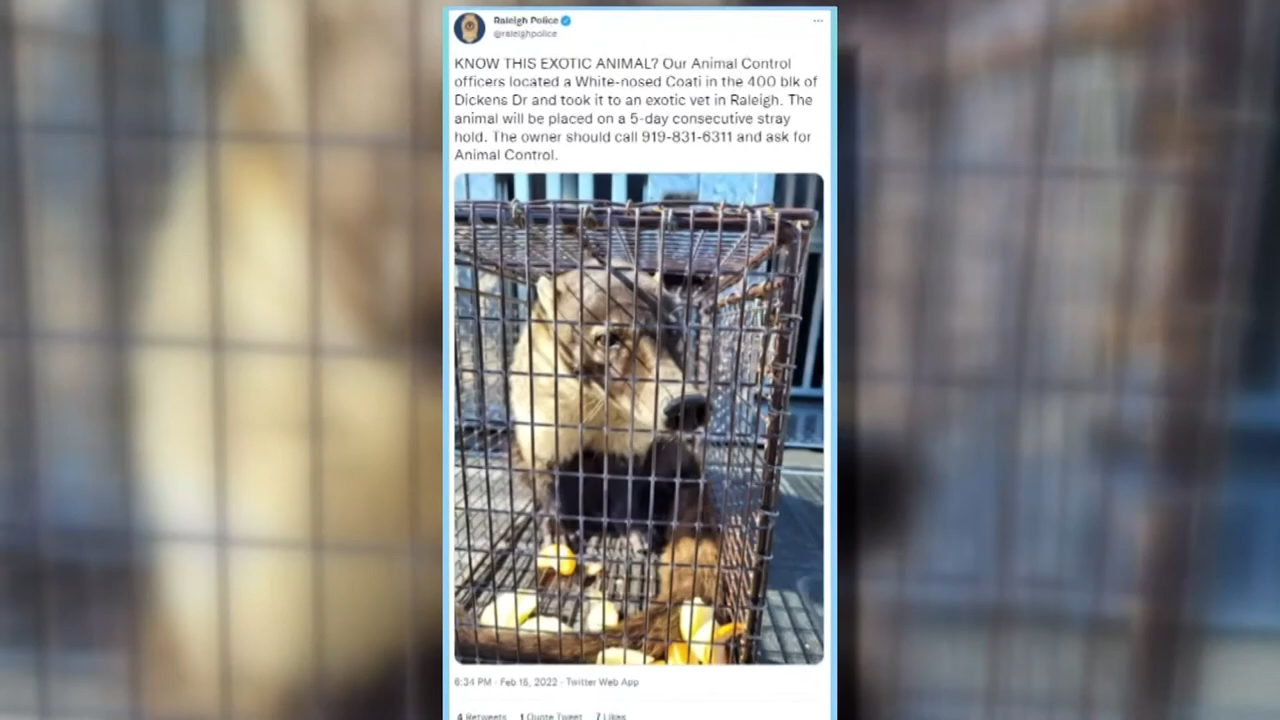 Raleigh Police
@raleighpolice
KNOW THIS EXOTIC ANIMAL? Our Animal Control
officers located a White-nosed Coati in the 400 blk of
Dickens Dr and took it to an exotic vet in Raleigh. The
animal will be placed on a 5-day consecutive stray
hold. The owner should call 919-831-6311 and ask for
Animal Control.
6:34 PM · Feb 16, 2022 · Twitter Web App
4 Retweets 1 Quote Tweet 7 Likes